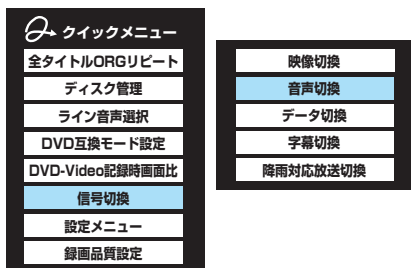 クイックメニュー
全タイトルORGリピート
ディスク管理
ライン音声選択
DVD互換モード設定
DVD-Video記録時画面比
信号切換
設定メニュー
録画品質設定
映像切換
音声切換
データ切換
字幕切換
降雨対応放送切換